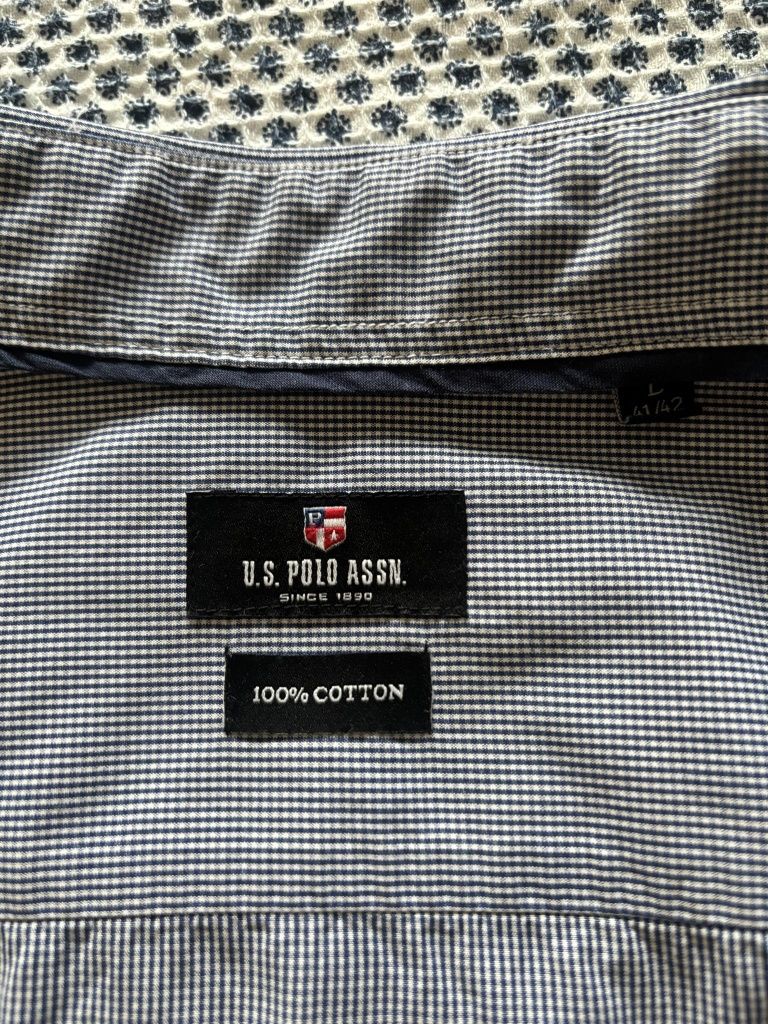 L
41/42
P
U.S. POLO ASSN.
SINCE 1890
100% COTTON